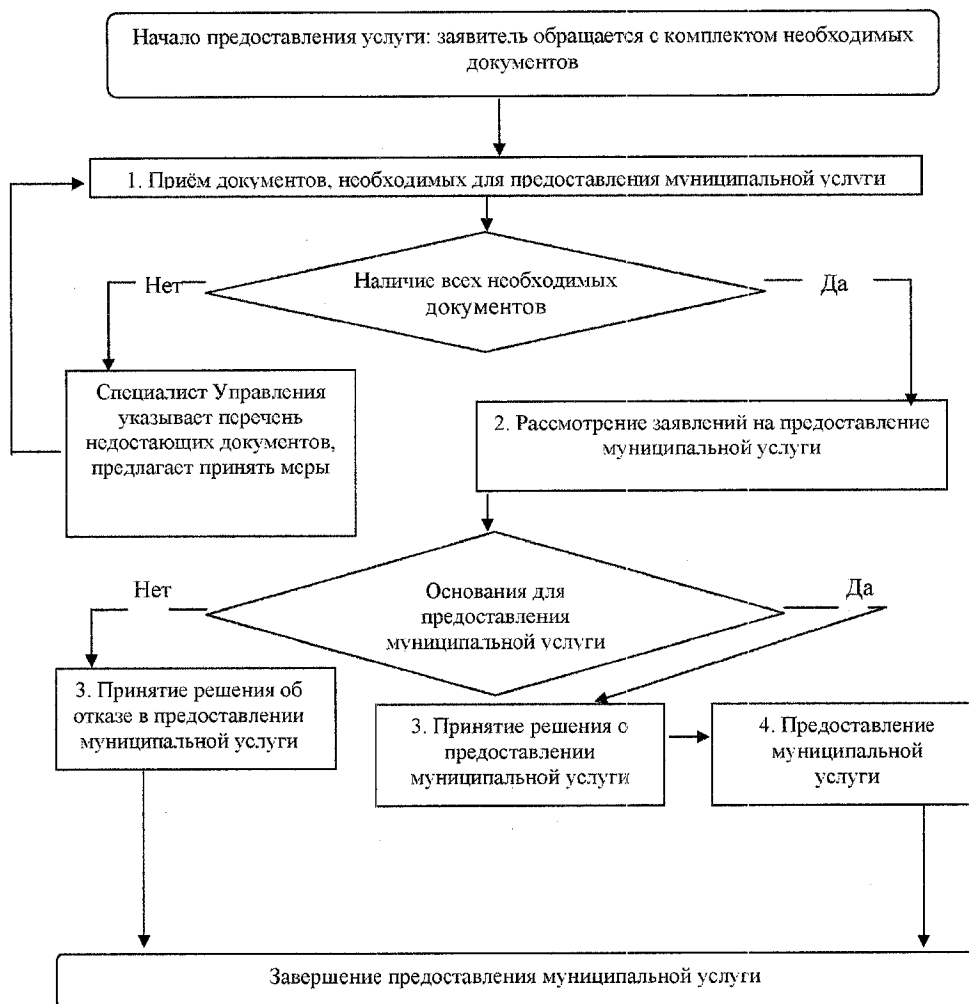 Начало предоставления услуги: заявитель обращается с комплектом необходимых
документов
1. Приём документов, необходимых для предоставления муниципальной услуги
Нет
Наличие всех необходимых
документов
Да
Специалист Управления
указывает перечень
недостающих документов,
предлагает принять меры
2. Рассмотрение заявлений на предоставление
муниципальной услуги
Нет
Основания для
предоставления
муниципальной услуги
Да
3. Принятие решения об
отказе в предоставлении
муниципальной услуги
3. Принятие решения о
предоставлении
муниципальной услуги
4. Предоставление
муниципальной
услуги
Завершение предоставления муниципальной услуги